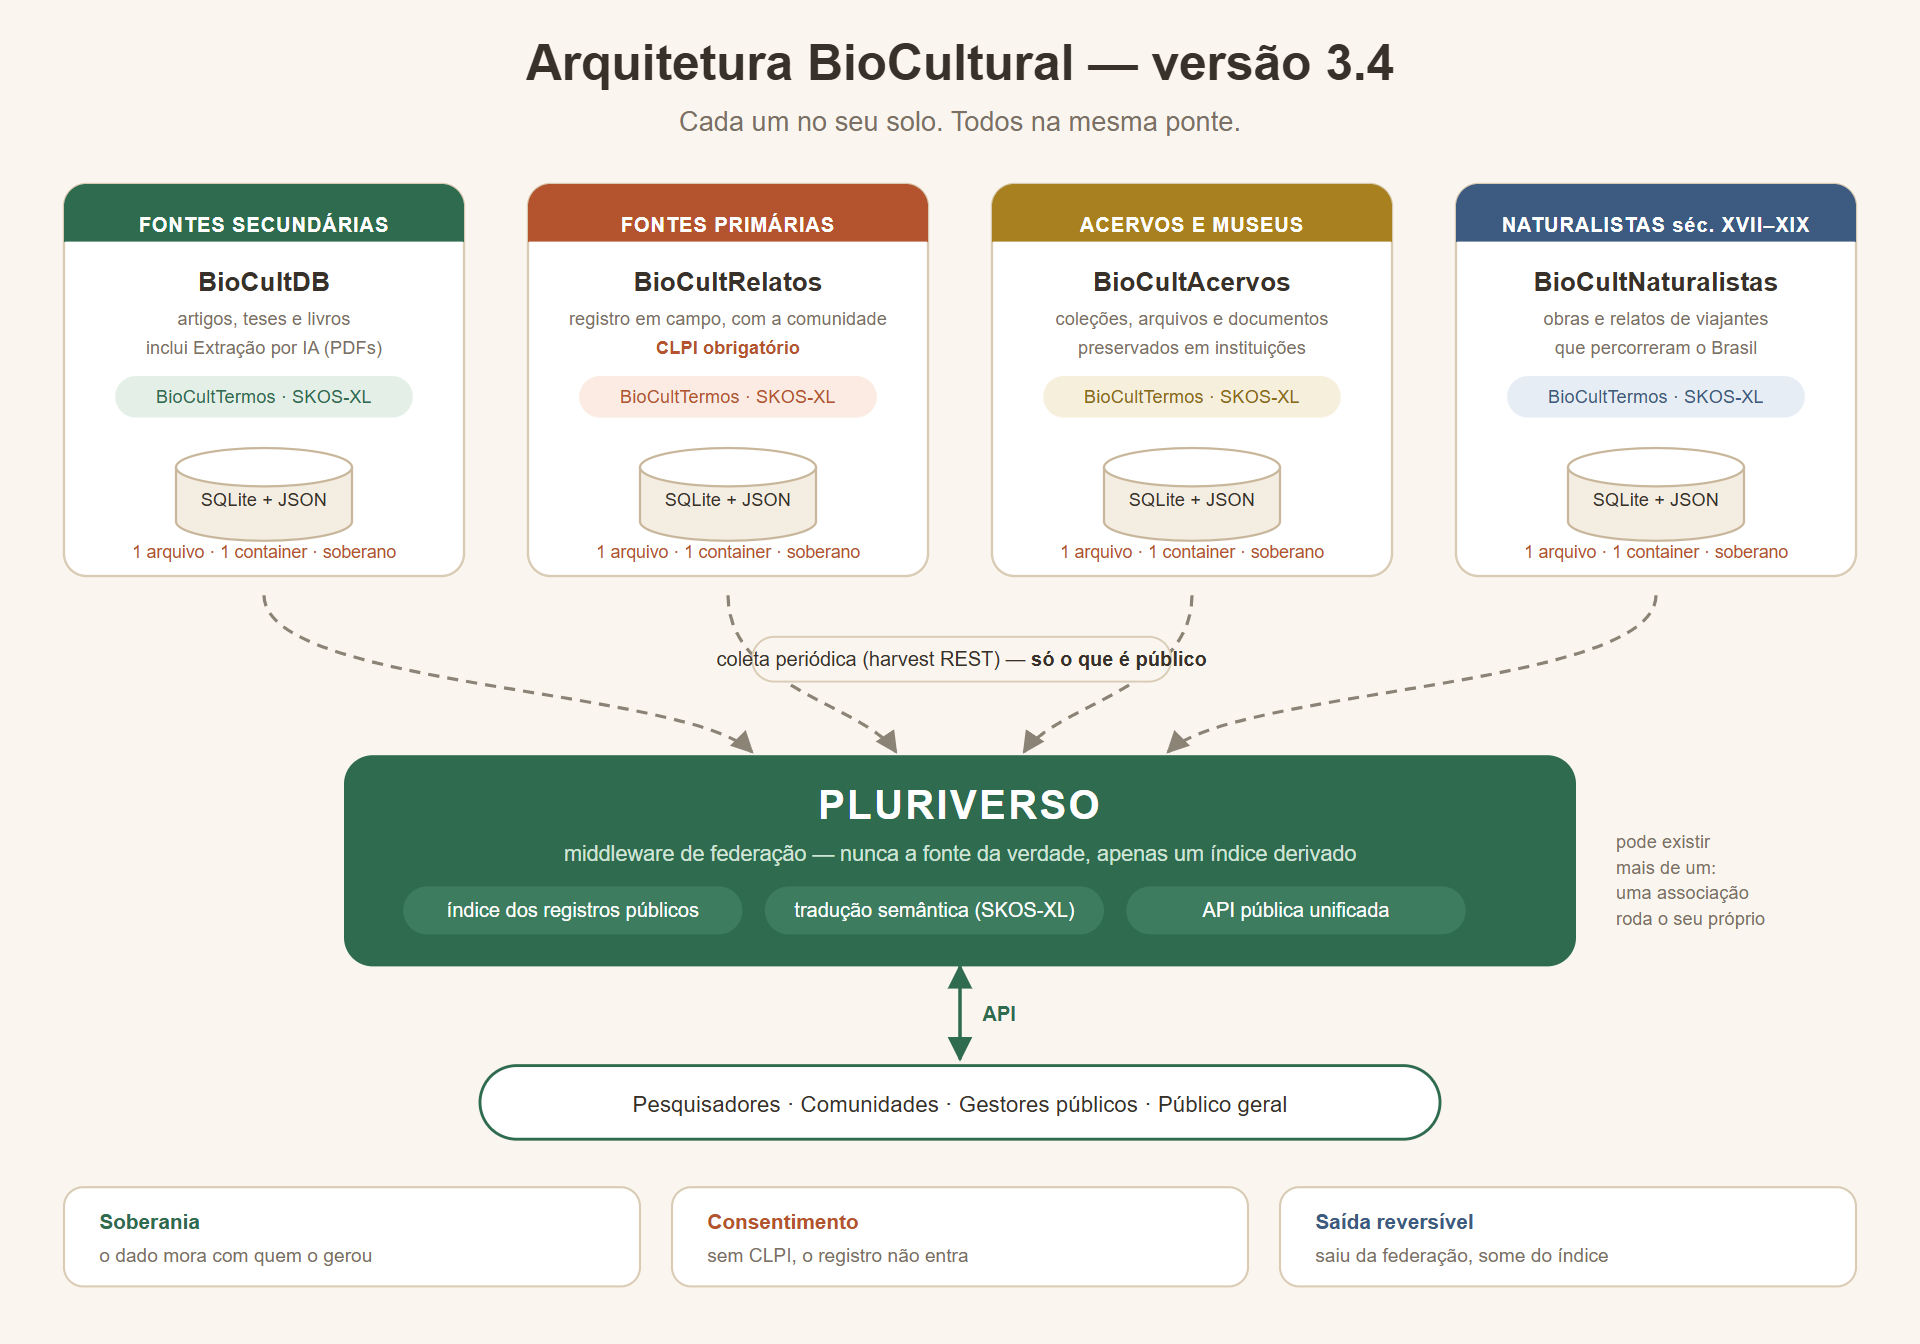 Arquitetura BioCultural — versão 3.4
Cada um no seu solo. Todos na mesma ponte.
FONTES SECUNDÁRIAS
BioCultDB
artigos, teses e livros
inclui Extração por IA (PDFs)
BioCultTermos · SKOS-XL
SQLite + JSON
1 arquivo · 1 container · soberano
FONTES PRIMÁRIAS
BioCultRelatos
registro em campo, com a comunidade
CLPI obrigatório
BioCultTermos · SKOS-XL
SQLite + JSON
1 arquivo · 1 container · soberano
ACERVOS E MUSEUS
BioCultAcervos
coleções, arquivos e documentos
preservados em instituições
BioCultTermos · SKOS-XL
SQLite + JSON
1 arquivo · 1 container · soberano
NATURALISTAS séc. XVII–XIX
BioCultNaturalistas
obras e relatos de viajantes
que percorreram o Brasil
BioCultTermos · SKOS-XL
SQLite + JSON
1 arquivo · 1 container · soberano
coleta periódica (harvest REST) — só o que é público
PLURIVERSO
middleware de federação — nunca a fonte da verdade, apenas um índice derivado
índice dos registros públicos
tradução semântica (SKOS-XL)
API pública unificada
pode existir
mais de um:
uma associação
roda o seu próprio
API
Pesquisadores · Comunidades · Gestores públicos · Público geral
Soberania
o dado mora com quem o gerou
Consentimento
sem CLPI, o registro não entra
Saída reversível
saiu da federação, some do índice